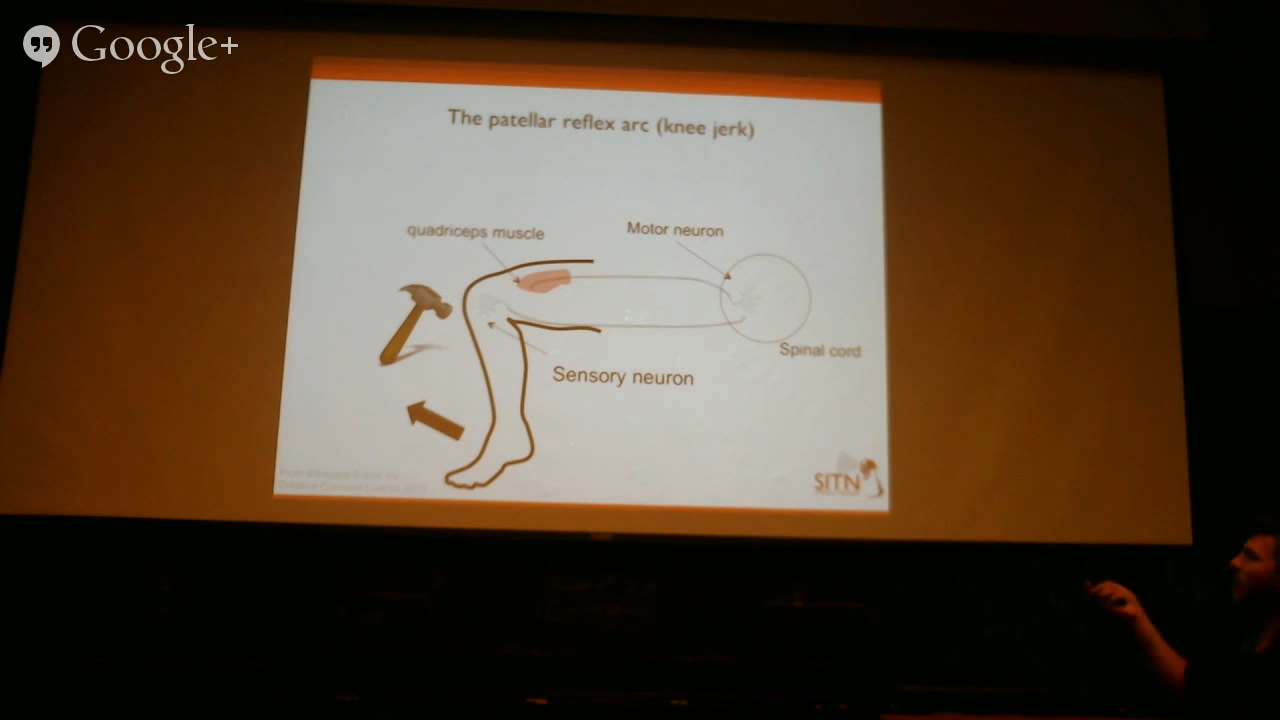 Google+
The patellar reflex arc (knee jerk)
quadriceps muscle
Motor neuron
Spinal cord
Sensory neuron
SITN